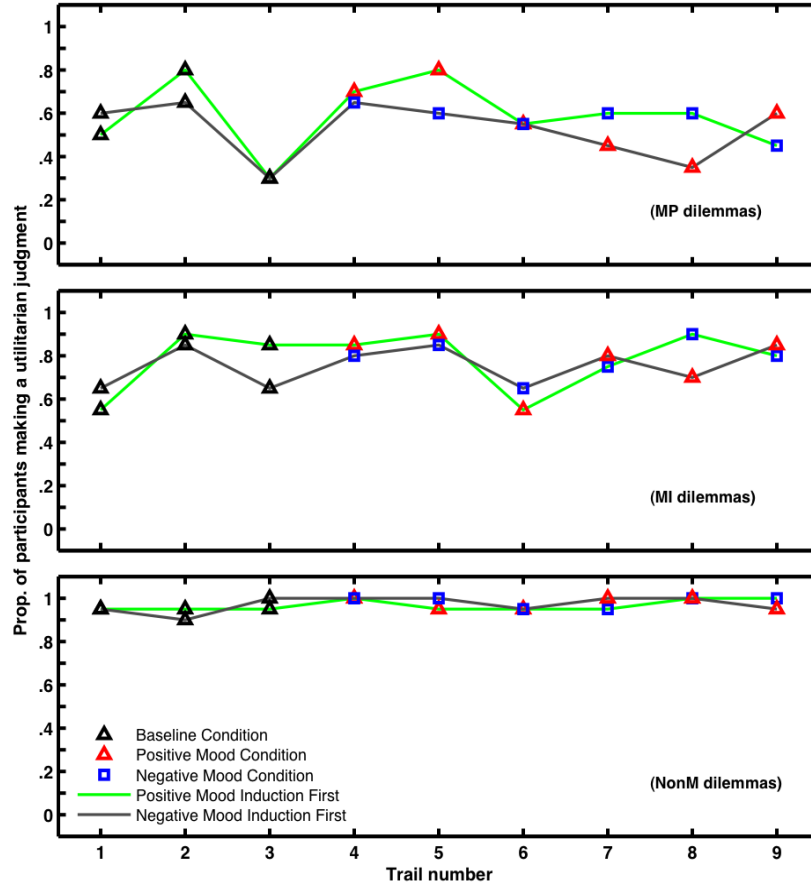 Prop. of participants making a utilitarian judgment
1
.8
.6
.4
.2
0
(MP dilemmas)
1
.8
.6
.4
.2
0
(MI dilemmas)
1
.8
.6
.4
.2
0
Baseline Condition
Positive Mood Condition
Negative Mood Condition
Positive Mood Induction First
Negative Mood Induction First
(NonM dilemmas)
1 2 3 4 5 6 7 8 9
Trail number